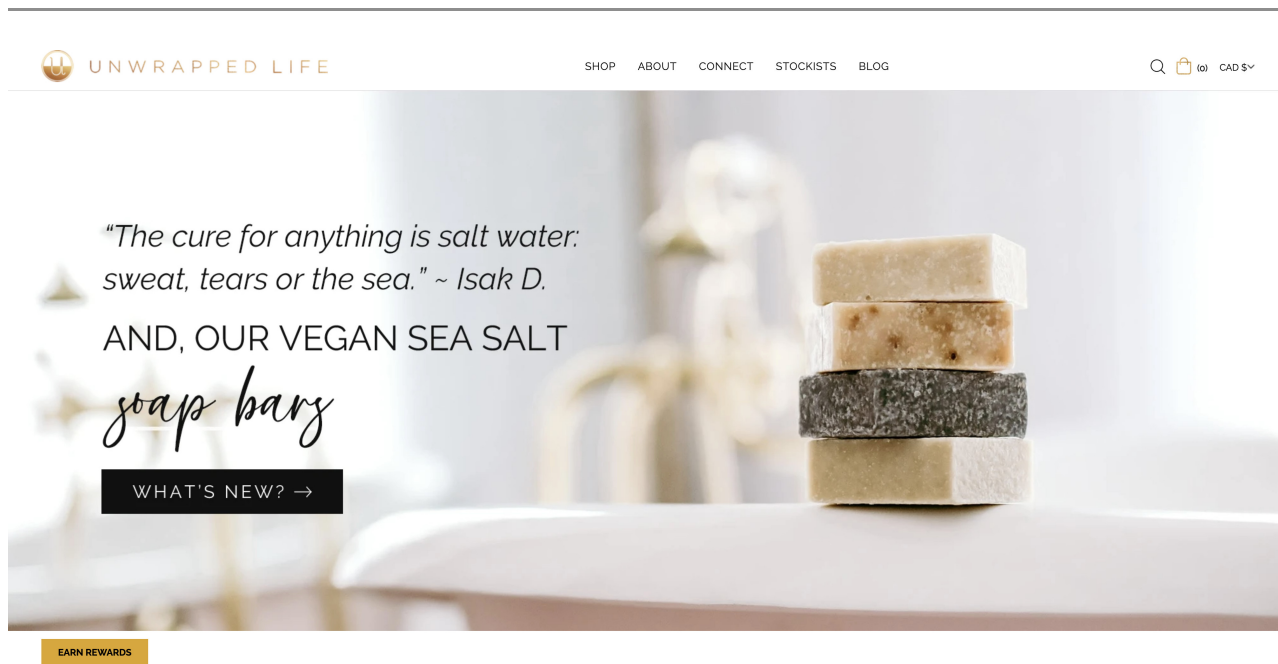 UNWRAPPED LIFE
SHOP ABOUT CONNECT STOCKISTS BLOG
(0) CAD $
“The cure for anything is salt water:
sweat, tears or the sea.” ~ Isak D.
AND, OUR VEGAN SEA SALT
soap bars
WHAT'S NEW? →
EARN REWARDS